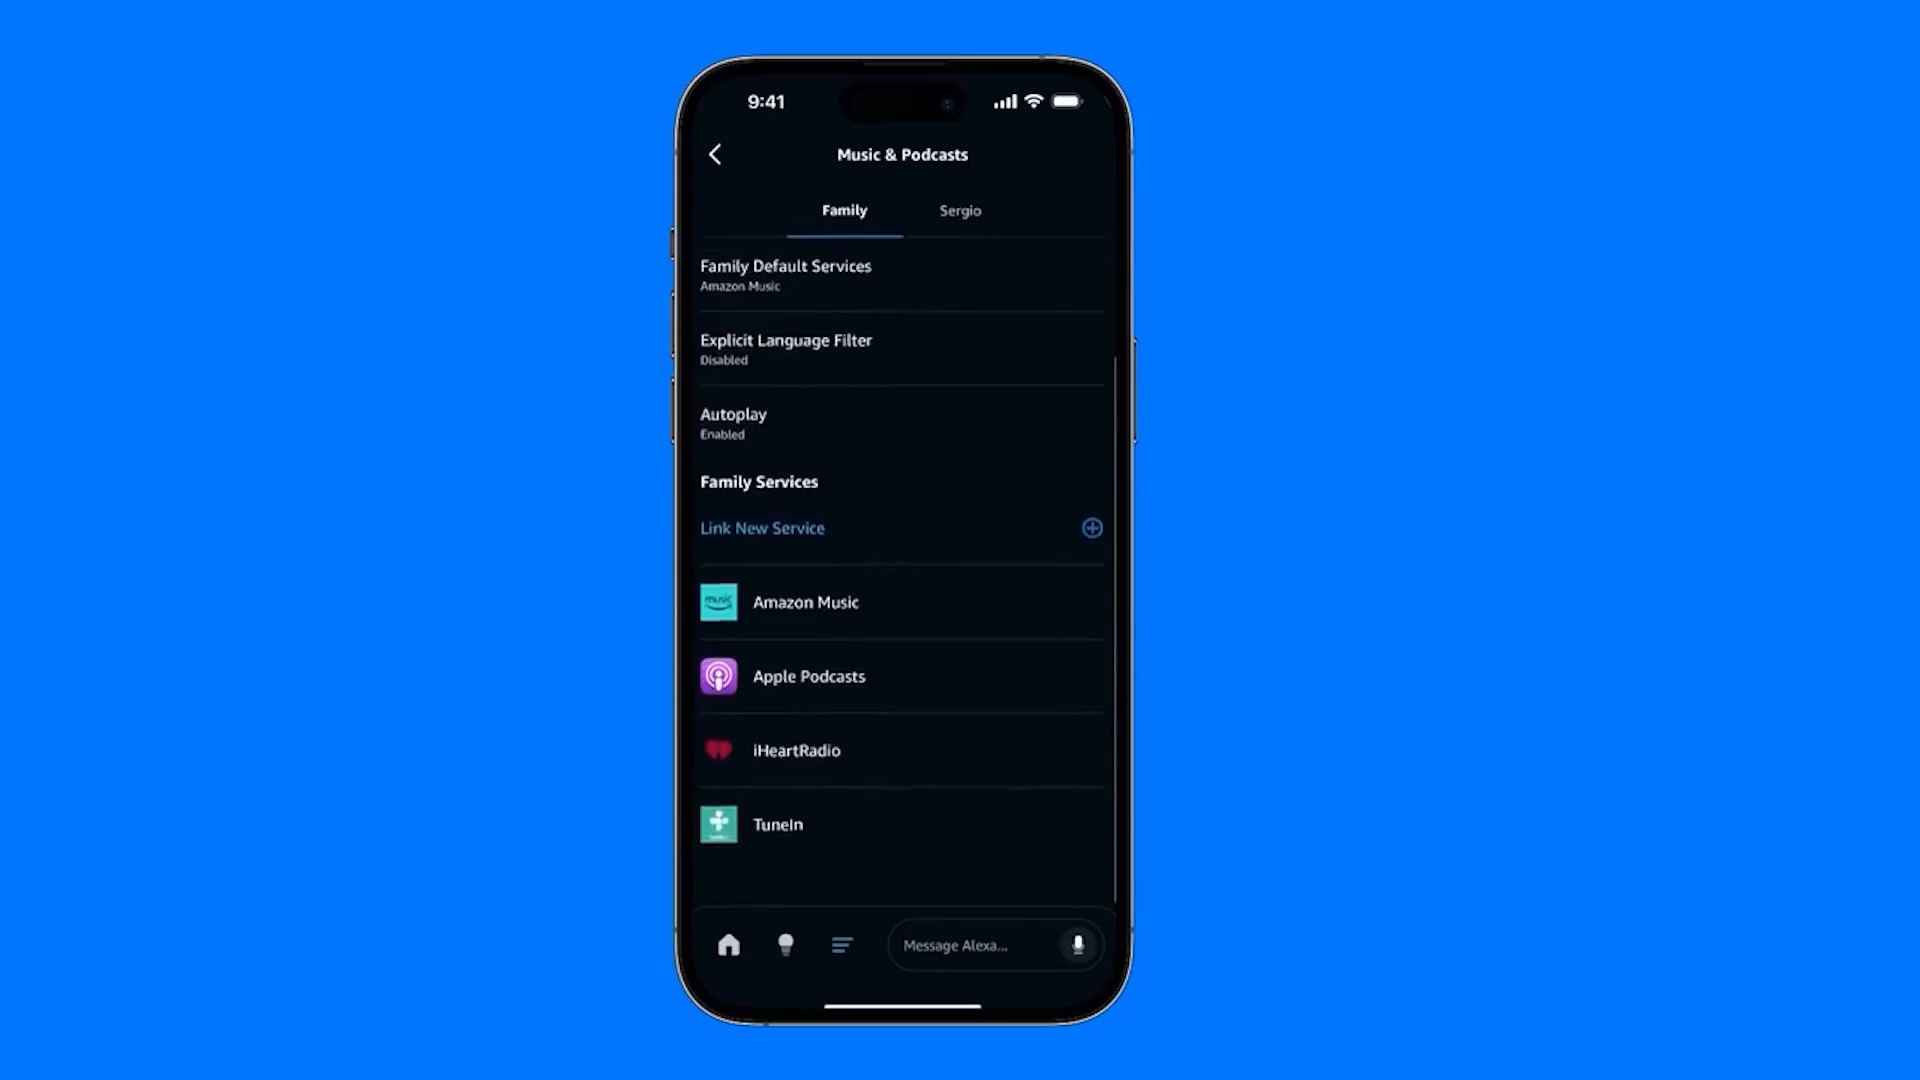 9:41
Music & Podcasts
Family
Sergio
Family Default Services
Amazon Music
Explicit Language Filter
Disabled
Autoplay
Enabled
Family Services
Link New Service
music
Amazon Music
Apple Podcasts
iHeartRadio
TuneIn
Message Alexa...